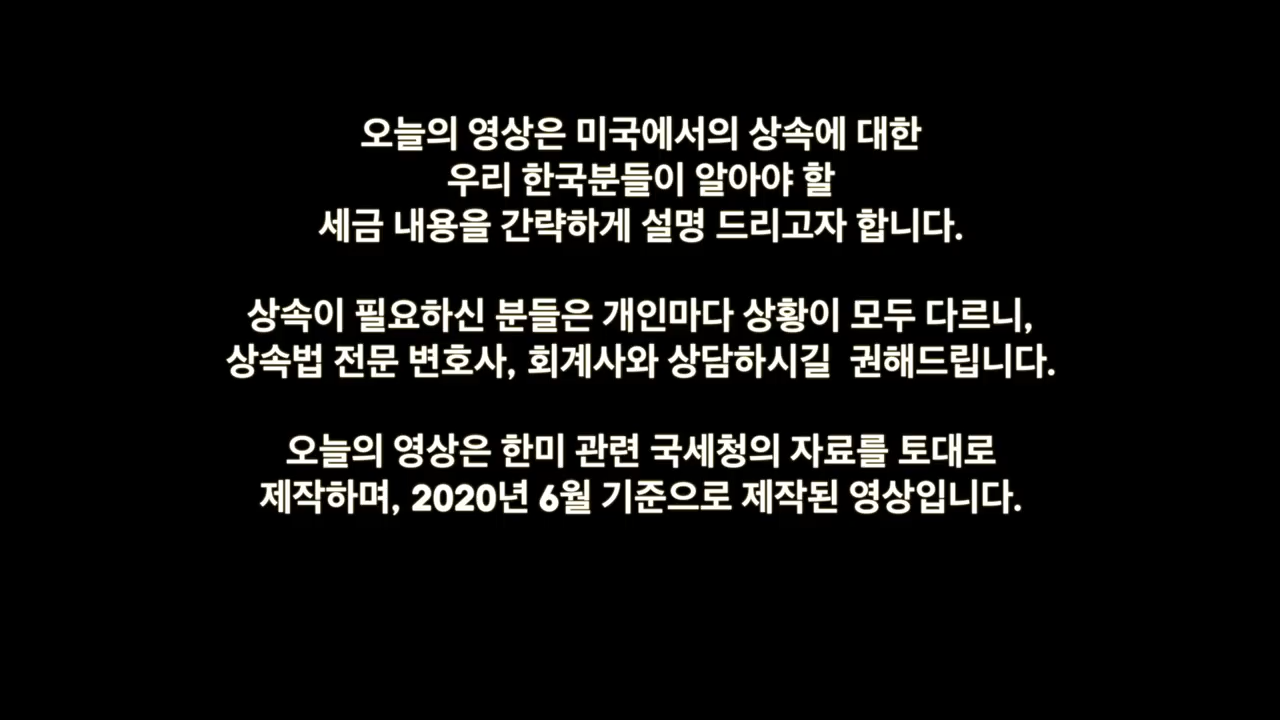 오늘의 영상은 미국에서의 상속에 대한
우리 한국분들이 알아야 할
세금 내용을 간략하게 설명 드리고자 합니다.
상속이 필요하신 분들은 개인마다 상황이 모두 다르니,
상속법 전문 변호사, 회계사와 상담하시길  권해드립니다.
오늘의 영상은 한미 관련 국세청의 자료를 토대로
제작하며, 2020년 6월 기준으로 제작된 영상입니다.